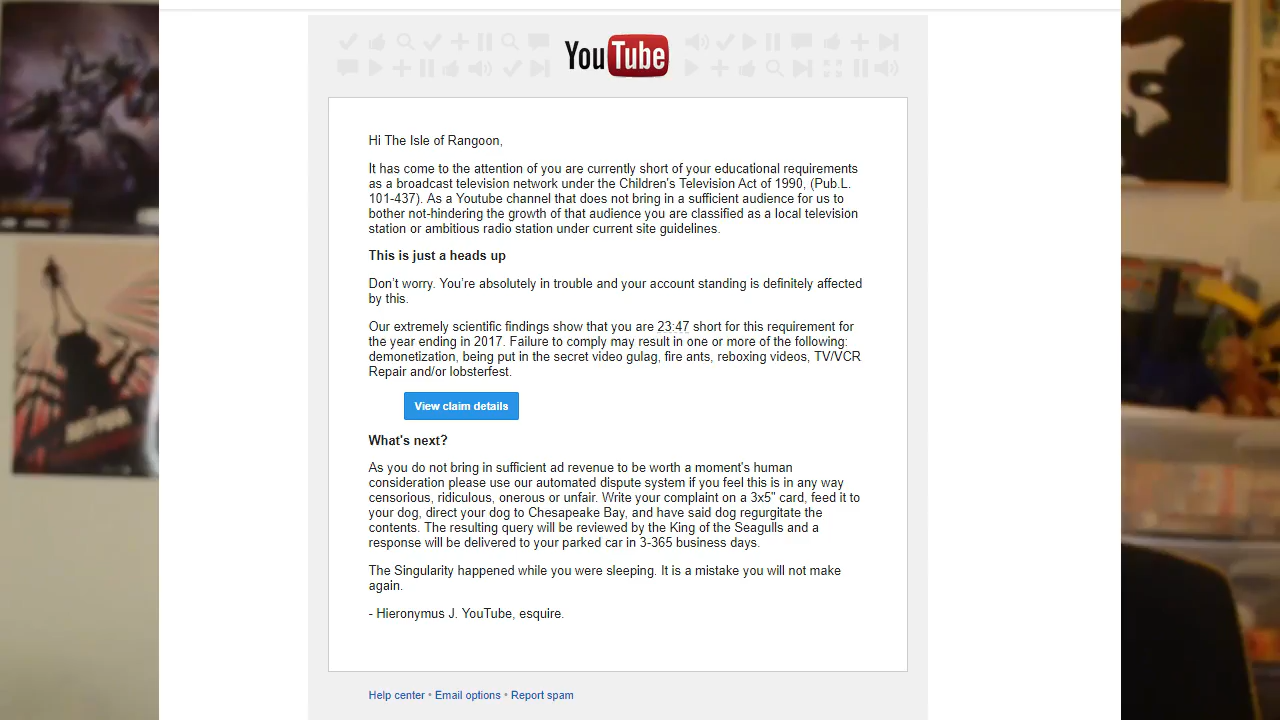 YouTube
Hi The Isle of Rangoon,
It has come to the attention of you are currently short of your educational requirements
as a broadcast television network under the Children's Television Act of 1990, (Pub.L.
101-437). As a Youtube channel that does not bring in a sufficient audience for us to
bother not-hindering the growth of that audience you are classified as a local television
station or ambitious radio station under current site guidelines.
This is just a heads up
Don't worry. You're absolutely in trouble and your account standing is definitely affected
by this.
Our extremely scientific findings show that you are 23:47 short for this requirement for
the year ending in 2017. Failure to comply may result in one or more of the following:
demonetization, being put in the secret video gulag, fire ants, reboxing videos, TV/VCR
Repair and/or lobsterfest.
View claim details
What's next?
As you do not bring in sufficient ad revenue to be worth a moment's human
consideration please use our automated dispute system if you feel this is in any way
censorious, ridiculous, onerous or unfair. Write your complaint on a 3x5" card, feed it to
your dog, direct your dog to Chesapeake Bay, and have said dog regurgitate the
contents. The resulting query will be reviewed by the King of the Seagulls and a
response will be delivered to your parked car in 3-365 business days.
The Singularity happened while you were sleeping. It is a mistake you will not make
again.
- Hieronymus J. YouTube, esquire.
Help center • Email options • Report spam